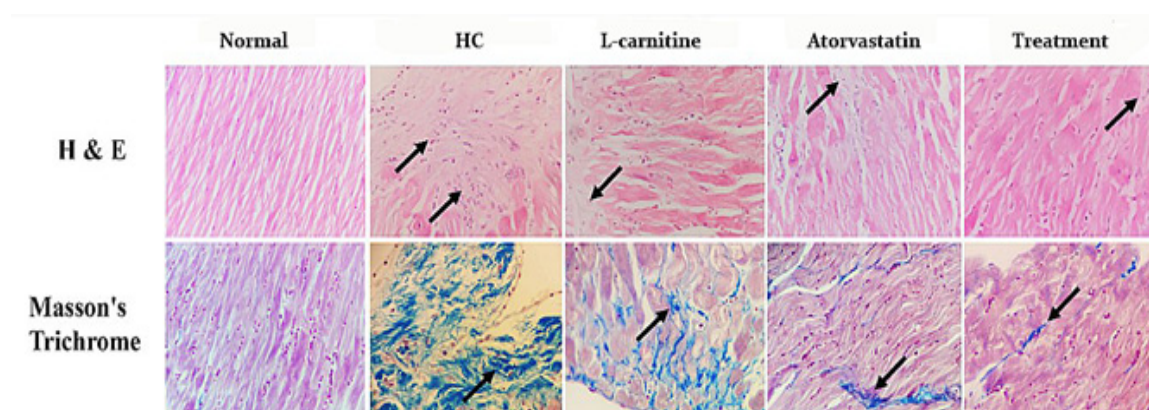 Normal
HC
L-carnitine
Atorvastatin
Treatment
H & E
Masson's
Trichrome